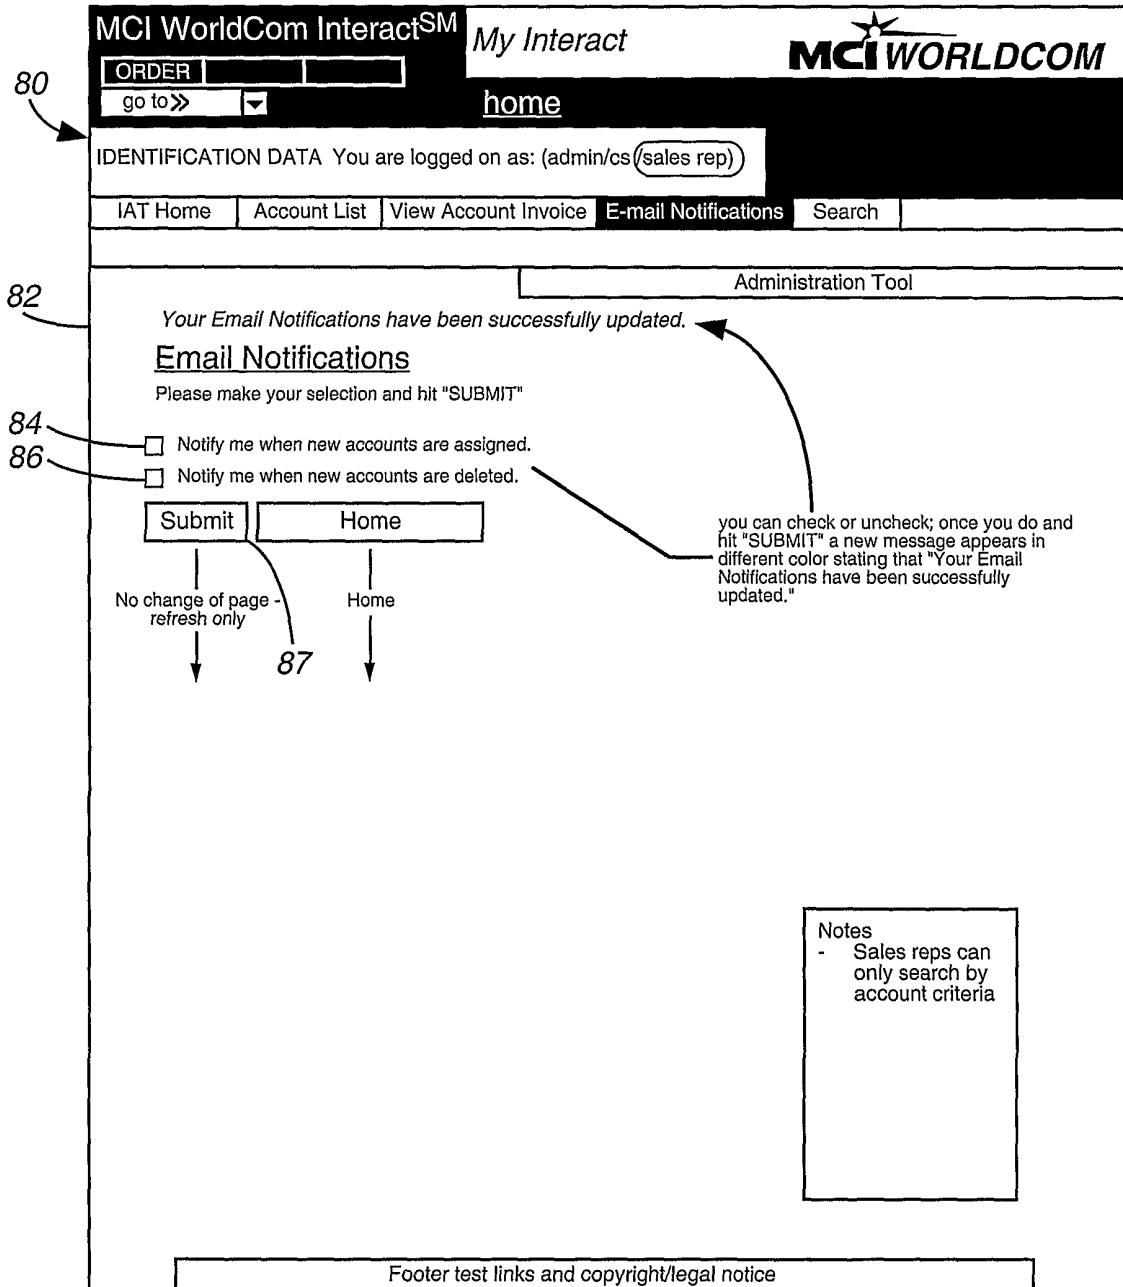 MCI WorldCom InteractSM
My Interact
MCI WORLDCOM
ORDER
go to>>
home
80
IDENTIFICATION DATA You are logged on as: (admin/cs/sales rep)
IAT Home Account List View Account Invoice E-mail Notifications Search
Administration Tool
82
Your Email Notifications have been successfully updated.
Email Notifications
Please make your selection and hit "SUBMIT"
84
Notify me when new accounts are assigned.
86
Notify me when new accounts are deleted.
Submit Home
you can check or uncheck; once you do and
hit "SUBMIT" a new message appears in
different color stating that "Your Email
Notifications have been successfully
updated."
No change of page -
refresh only
Home
87
Notes
- Sales reps can
only search by
account criteria
Footer test links and copyright/legal notice